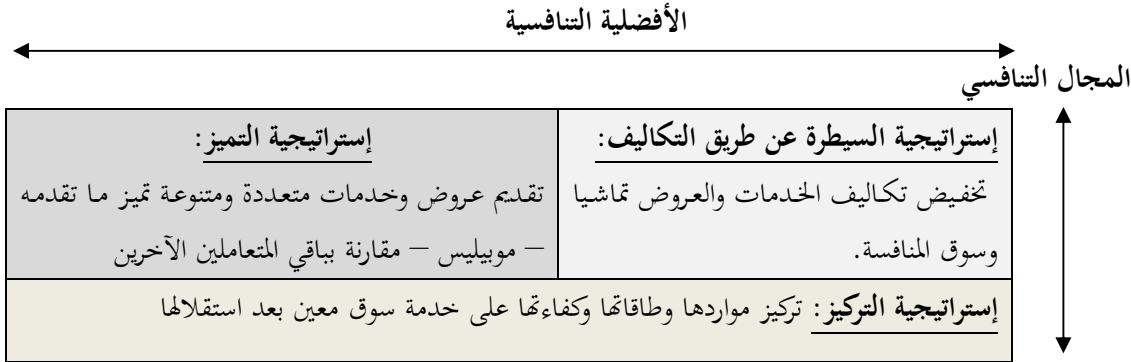 الأفضلية التنافسية
المجال التنافسي
إستراتيجية السيطرة عن طريق التكاليف:
تخفيض تكاليف الخدمات والعروض تماشيا
وسوق المنافسة.
إستراتيجية التميز:
تقديم عروض وخدمات متعددة ومتنوعة تميز ما تقدمه
– موبيليس – مقارنة بباقي المتعاملين الآخرين
إستراتيجية التركيز: تركيز مواردها وطاقاتها وكفاءتها على خدمة سوق معين بعد استقلالها